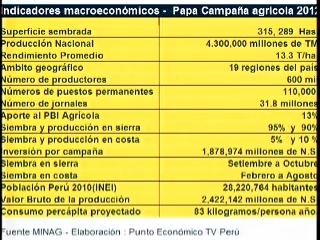 Indicadores macroeconómicos - Papa Campaña agricola 2012
Superficie sembrada 315, 289 Has
Producción Nacional 4.300,000 millones de TM
Rendimiento Promedio 13.3 T/ha
Ambito geográfico 19 regiones del país
Número de productores 600 mil
Números de puestos permanentes 110,000
Número de jornales 31.8 millones
Aporte al PBI Agrícola 13%
Siembra y producción en sierra 95% y 90%
Siembra y producción en costa 5% y 10 %
Inversión por campaña 1,878,974 millones de N.S.
Siembra en sierra Setiembre a Octubre
Siembra en costa Febrero a Agosto
Población Perú 2010(INEI) 28,220,764 habitantes
Valor Bruto de la producción 2,422,142 millones de N.S.
Consumo percápita proyectado 83 kilogramos/persona año.
Fuente MINAG - Elaboración : Punto Económico TV Perú